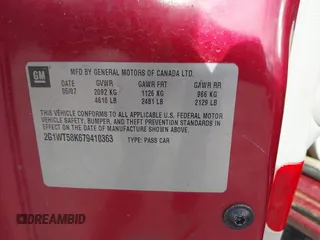 GM
MFD BY GENERAL MOTORS OF CANADA LTD.
DATE GVWR GAWR FRT GAWR RR
05/07 2092 KG 1126 KG 966 KG
4610 LB 2481 LB 2129 LB
THIS VEHICLE CONFORMS TO ALL APPLICABLE U.S. FEDERAL MOTOR
VEHICLE SAFETY, BUMPER, AND THEFT PREVENTION STANDARDS IN
EFFECT ON THE DATE OF MANUFACTURE SHOWN ABOVE.
2G1WT58K679410363 TYPE: PASS CAR
DREAMBID